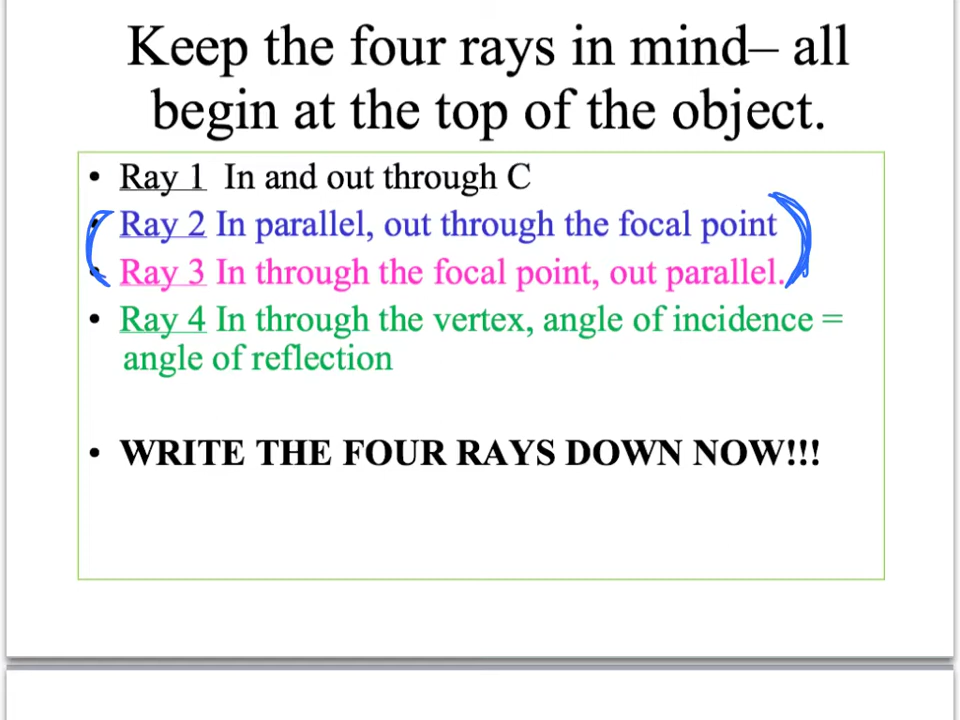 Keep the four rays in mind– all
begin at the top of the object.
• Ray 1  In and out through C
• Ray 2 In parallel, out through the focal point
• Ray 3 In through the focal point, out parallel.
• Ray 4 In through the vertex, angle of incidence =
angle of reflection
• WRITE THE FOUR RAYS DOWN NOW!!!